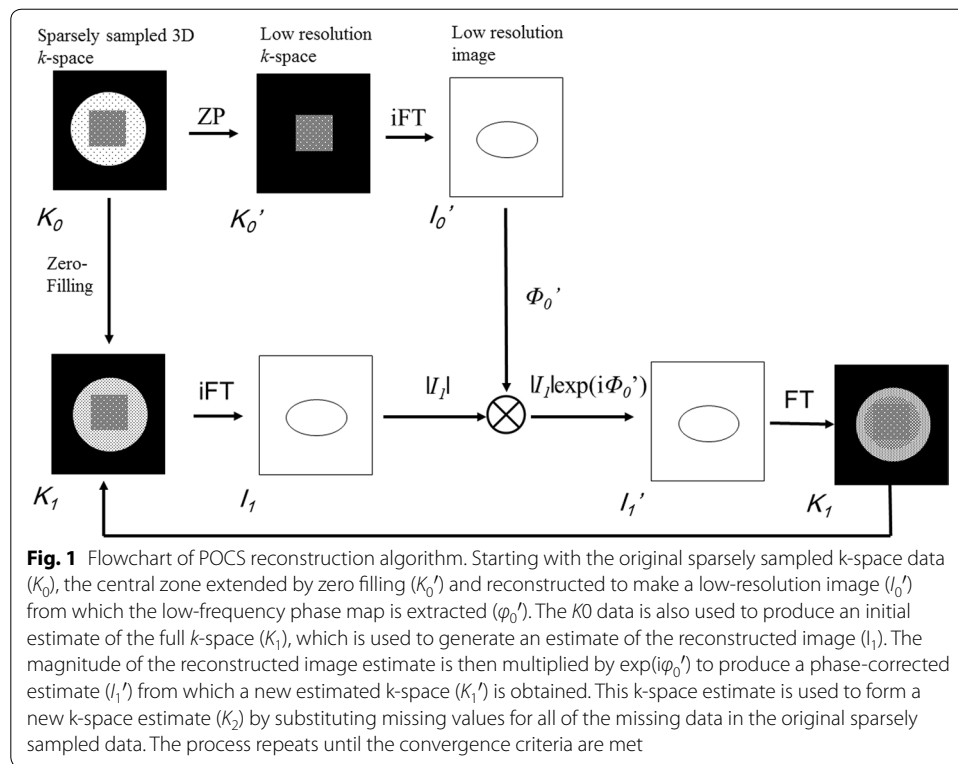 Sparsely sampled 3D
k-space
Low resolution
k-space
Low resolution
image
ZP
iFT
K₀
K₀'
I₀'
Zero-
Filling
Φ₀'
iFT
|I₁|
|I₁|exp(iΦ₀')
FT
K₁
I₁
I₁'
K₁
Fig. 1 Flowchart of POCS reconstruction algorithm. Starting with the original sparsely sampled k-space data
(K₀), the central zone extended by zero filling (K₀′) and reconstructed to make a low-resolution image (I₀′)
from which the low-frequency phase map is extracted (φ₀′). The K0 data is also used to produce an initial
estimate of the full k-space (K₁), which is used to generate an estimate of the reconstructed image (I₁). The
magnitude of the reconstructed image estimate is then multiplied by exp(iφ₀′) to produce a phase-corrected
estimate (I₁′) from which a new estimated k-space (K₁′) is obtained. This k-space estimate is used to form a
new k-space estimate (K₂) by substituting missing values for all of the missing data in the original sparsely
sampled data. The process repeats until the convergence criteria are met